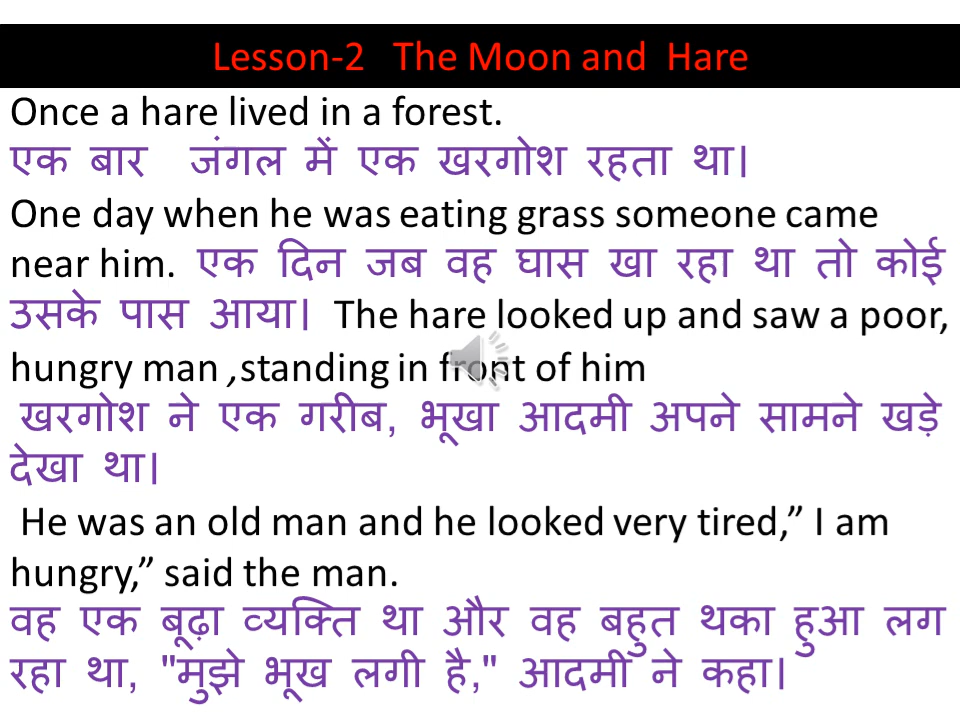 Lesson-2 The Moon and Hare
Once a hare lived in a forest.
एक बार जंगल में एक खरगोश रहता था।
One day when he was eating grass someone came
near him. एक दिन जब वह घास खा रहा था तो कोई
उसके पास आया। The hare looked up and saw a poor,
hungry man ,standing in front of him
खरगोश ने एक गरीब, भूखा आदमी अपने सामने खड़े
देखा था।
He was an old man and he looked very tired,” I am
hungry,” said the man.
वह एक बूढ़ा व्यक्ति था और वह बहुत थका हुआ लग
रहा था, "मुझे भूख लगी है," आदमी ने कहा।